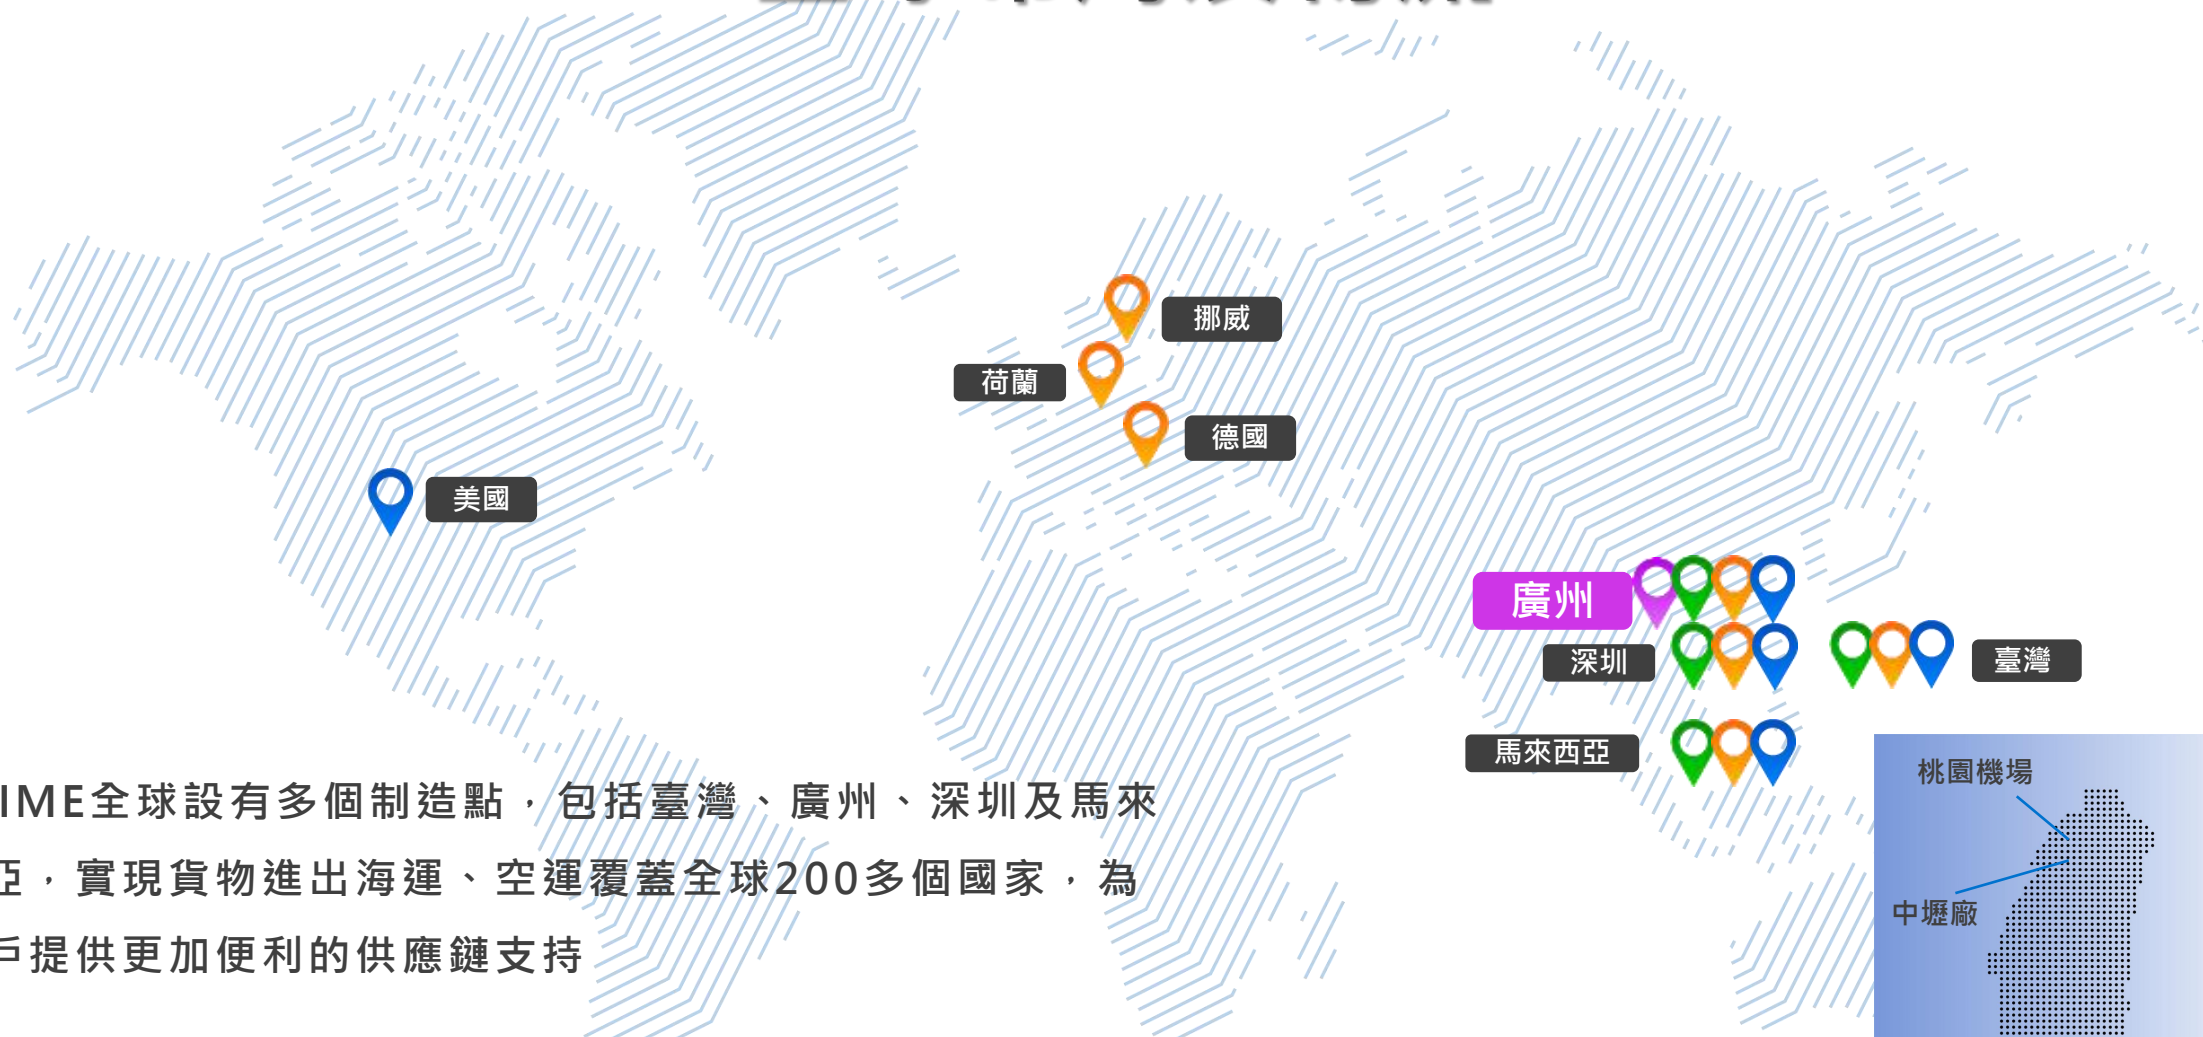 挪威
荷蘭
德國
美國
廣州
深圳
臺灣
馬來西亞
桃園機場
中壢廠
IME全球設有多個制造點，包括臺灣、廣州、深圳及馬來
亞，實現貨物進出海運、空運覆蓋全球200多個國家，為
戶提供更加便利的供應鏈支持